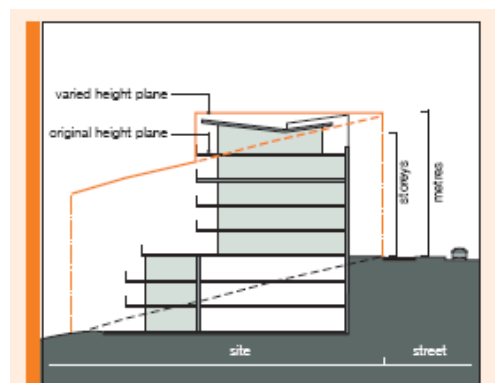 varied height plane
original height plane
storeys
metres
site
street